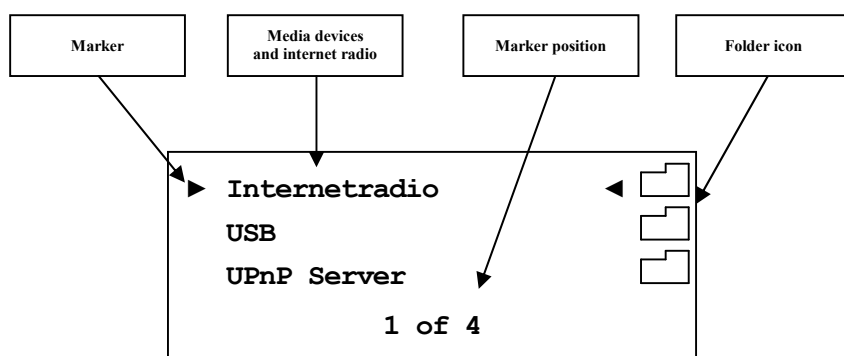 Marker
Media devices
and internet radio
Marker position
Folder icon
Internetradio
USB
UPnP Server
1 of 4